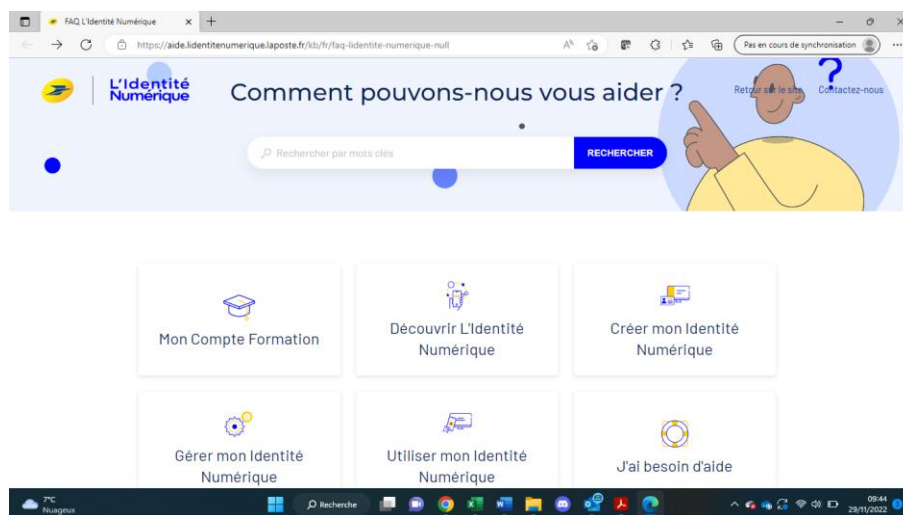 FAQ L'Identité Numérique
https://aide.lidentitenumerique.laposte.fr/kb/fr/faq-lidentite-numerique-null
Pas en cours de synchronisation
L'Identité
Numérique
Comment pouvons-nous vous aider ?
Retour sur le site
Contactez-nous
Rechercher par mots clés
RECHERCHER
Mon Compte Formation
Découvrir L'Identité
Numérique
Créer mon Identité
Numérique
Gérer mon Identité
Numérique
Utiliser mon Identité
Numérique
J'ai besoin d'aide
7°C
Nuageux
Recherche
09:44
29/11/2022